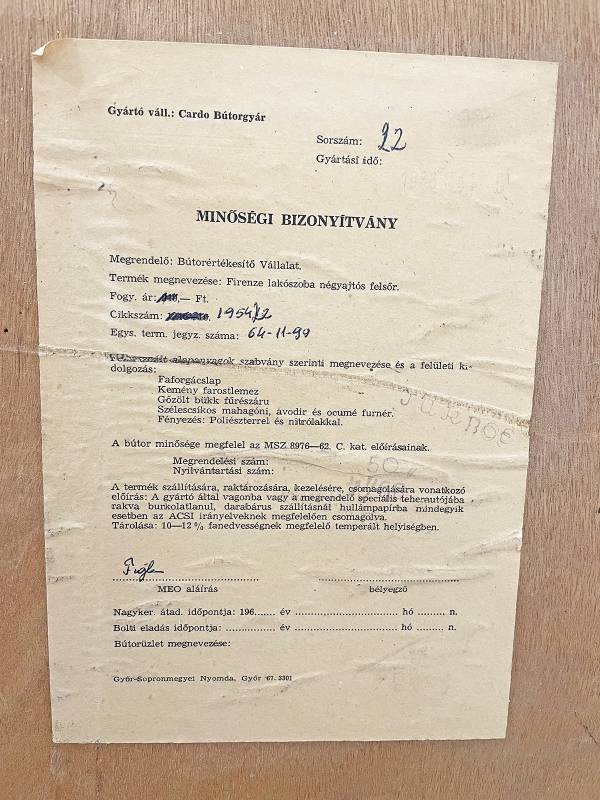 Gyártó váll.: Cardo Bútorgyár
Sorszám: 22
Gyártási idő:
MINŐSÉGI BIZONYÍTVÁNY
Megrendelő: Bútorértékesítő Vállalat.
Termék megnevezése: Firenze lakószoba négyajtós felsőr.
Fogy. ár: ,— Ft.
Cikkszám: 1954/2
Egys. term. jegyz. száma: 64-11-99
Felhasznált alapanyagok szabvány szerinti megnevezése és a felületi ki-
dolgozás:
Faforgácslap
Kemény farostlemez
Gőzölt bükk fűrészáru
Szélescsíkos mahagóni, avodir és ocumé furnér.
Fényezés: Poliészterrel és nitrólakkal.
A bútor minősége megfelel az MSZ 8976—62. C. kat. előírásainak.
Megrendelési szám:
Nyilvántartási szám:
A termék szállítására, raktározására, kezelésére, csomagolására vonatkozó
előírás: A gyártó által vagonba vagy a megrendelő speciális teherautójába
rakva burkolatlanul, darabárus szállításnál hullámpapírba mindegyik
esetben az ACSI irányelveknek megfelelően csomagolva.
Tárolása: 10—12 % fanedvességnek megfelelő temperált helyiségben.
MEO aláírás
bélyegző
Nagyker. átad. időpontja: 196...... év ............................ hó ......... n.
Bolti eladás időpontja: ................ év ............................ hó ......... n.
Bútorüzlet megnevezése:
Győr-Sopronmegyei Nyomda, Győr 67. 3301